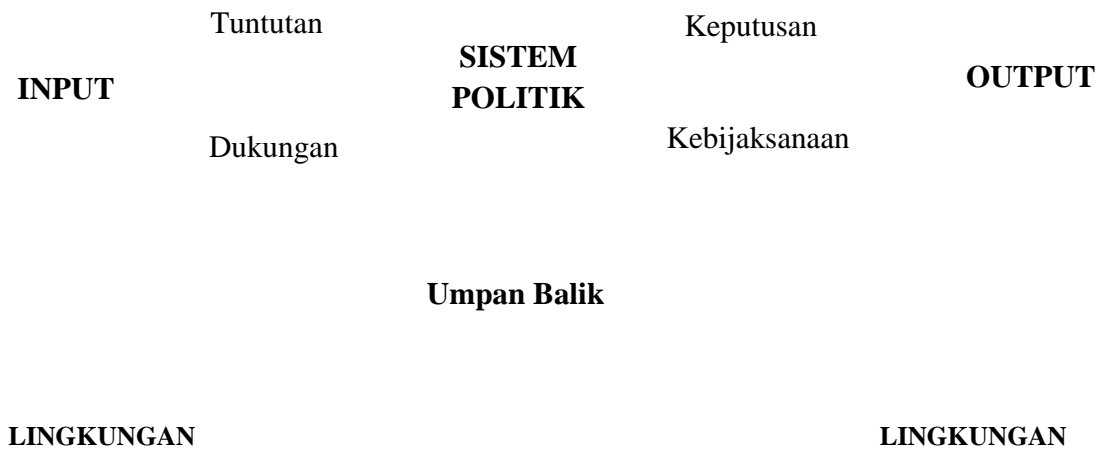 Tuntutan
Keputusan
SISTEM
POLITIK
INPUT
OUTPUT
Dukungan
Kebijaksanaan
Umpan Balik
LINGKUNGAN
LINGKUNGAN